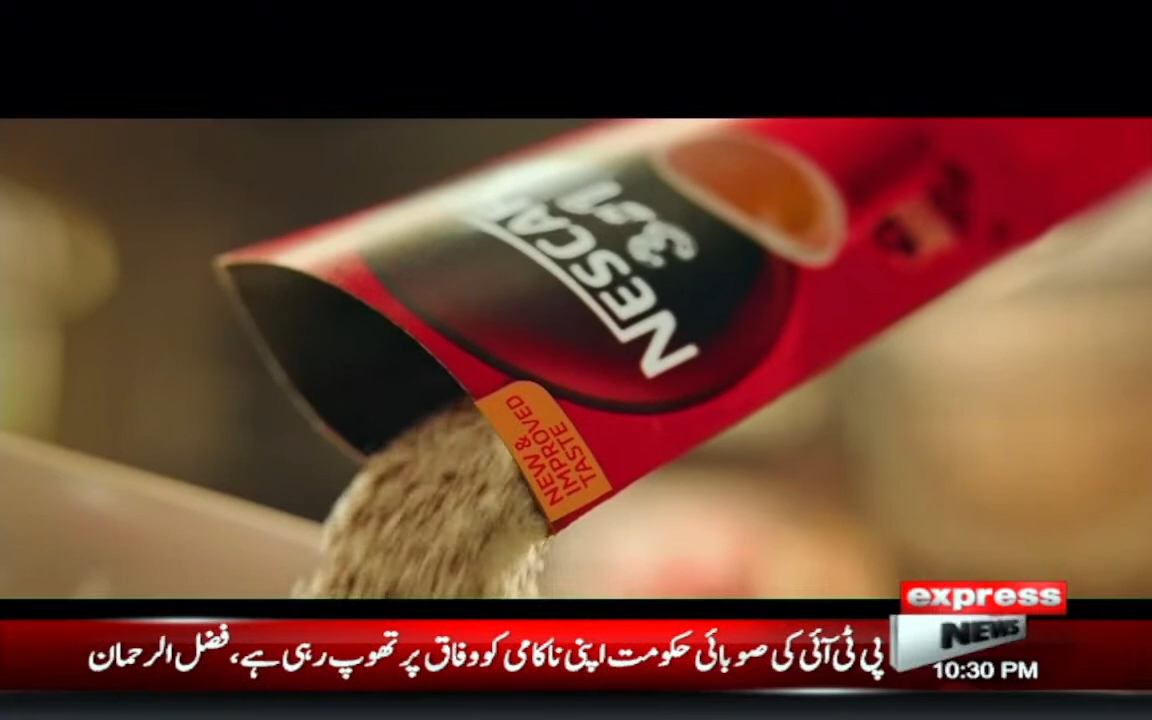 NESCAF
3in1
NEW &
IMPROVED
TASTE
express
NEWS
پی ٹی آئی کی صوبائی حکومت اپنی ناکامی کو وفاق پر تھوپ رہی ہے، فضل الرحمان
10:30 PM